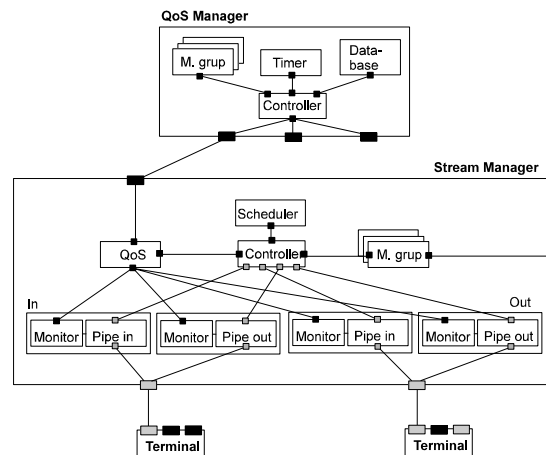 QoS Manager
M. grup
Timer
Data-
base
Controller
Stream Manager
Scheduler
QoS
Controller
M. grup
In
Out
Monitor
Pipe in
Monitor
Pipe out
Monitor
Pipe in
Monitor
Pipe out
Terminal
Terminal